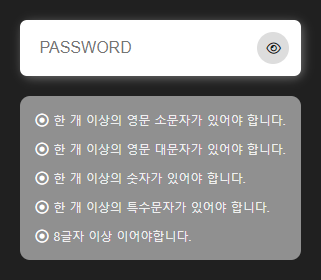 PASSWORD
한 개 이상의 영문 소문자가 있어야 합니다.
한 개 이상의 영문 대문자가 있어야 합니다.
한 개 이상의 숫자가 있어야 합니다.
한 개 이상의 특수문자가 있어야 합니다.
8글자 이상 이어야합니다.